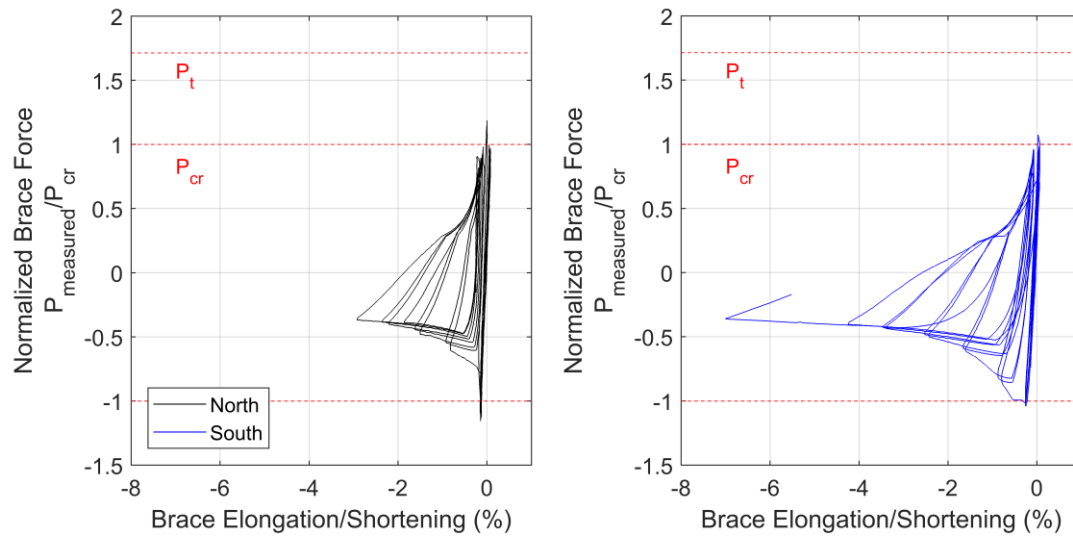 2
1.5
1
0.5
0
-0.5
-1
-1.5
Normalized Brace Force
P_measured/P_cr
P_t
P_cr
North
South
-8
-6
-4
-2
0
Brace Elongation/Shortening (%)
2
1.5
1
0.5
0
-0.5
-1
-1.5
Normalized Brace Force
P_measured/P_cr
P_t
P_cr
-8
-6
-4
-2
0
Brace Elongation/Shortening (%)